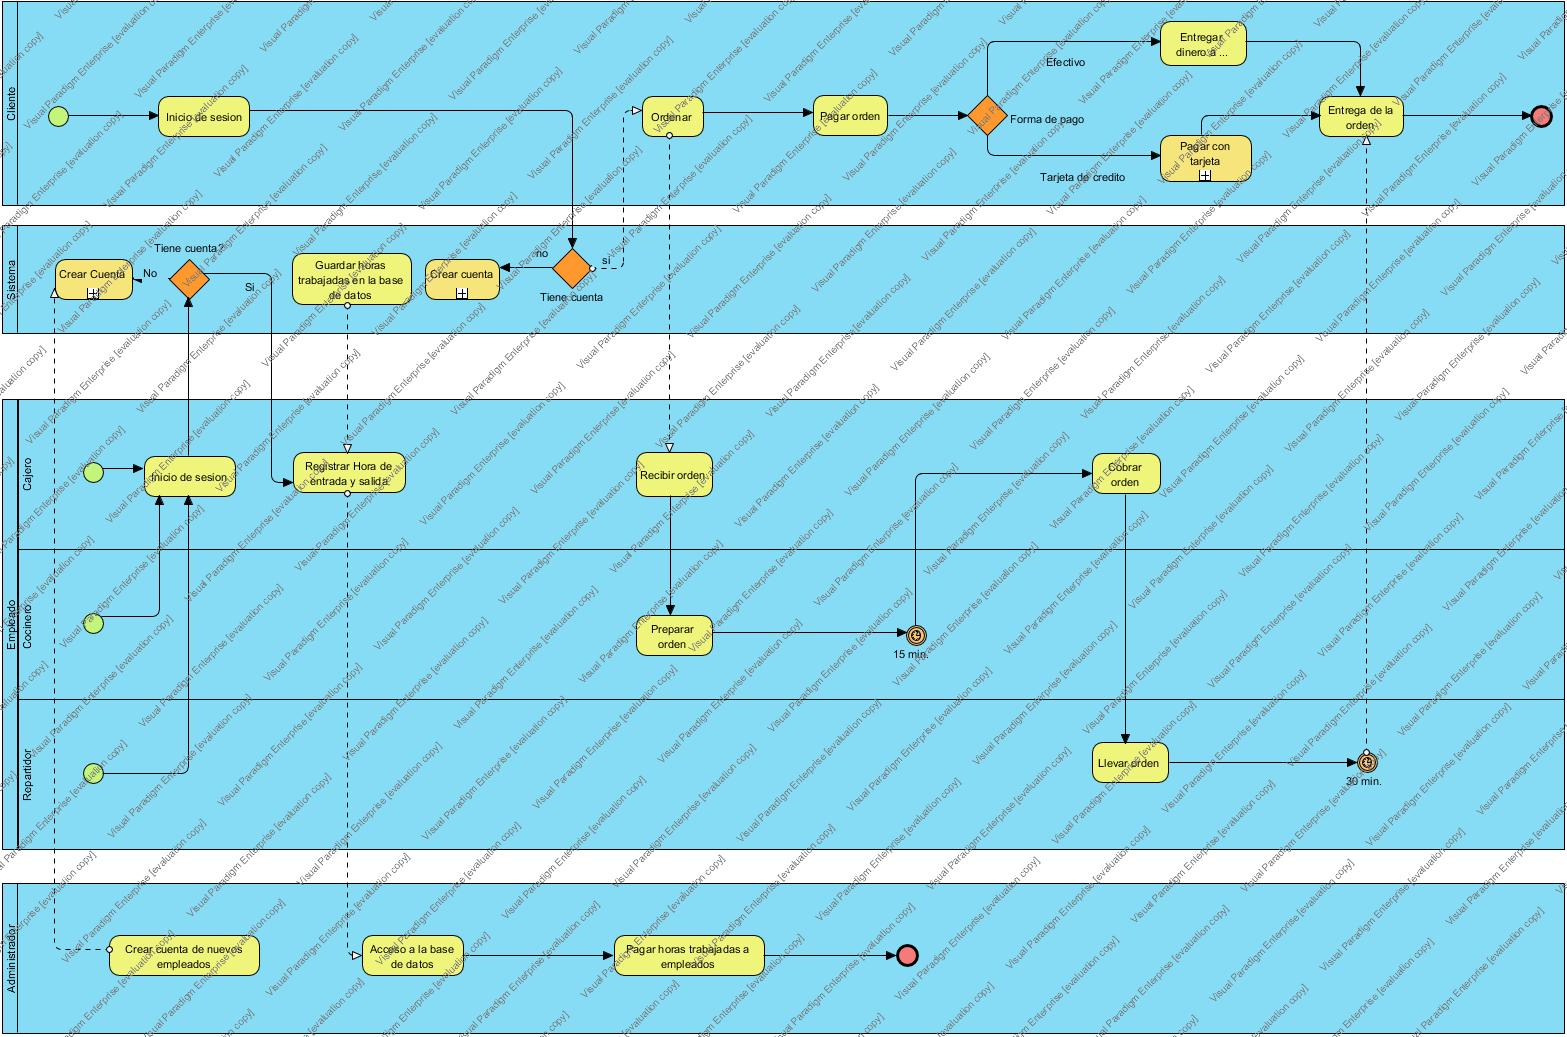 Cliente
Inicio de sesion
Ordenar
Pagar orden
Forma de pago
Efectivo
Entregar
dinero a ...
Tarjeta de credito
Pagar con
tarjeta
Entrega de la
orden
Sistema
Crear Cuenta
No
Tiene cuenta?
Si
Guardar horas
trabajadas en la base
de datos
Crear cuenta
no
Tiene cuenta
si
Empleado
Cajero
Inicio de sesion
Registrar Hora de
entrada y salida
Recibir orden
Cobrar
orden
Cocinero
Preparar
orden
15 min.
Repartidor
Llevar orden
30 min.
Administrador
Crear cuenta de nuevos
empleados
Acceso a la base
de datos
Pagar horas trabajadas a
empleados
Visual Paradigm Enterprise [evaluation copy]